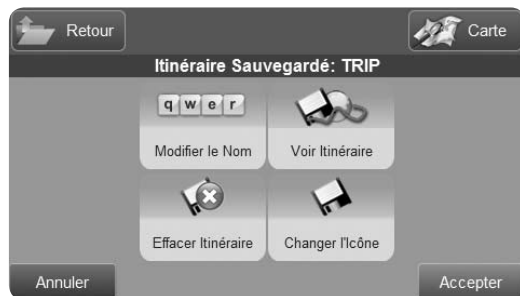 Retour
Carte
Itinéraire Sauvegardé: TRIP
q w e r
Modifier le Nom
Voir Itinéraire
Effacer Itinéraire
Changer l'Icône
Annuler
Accepter